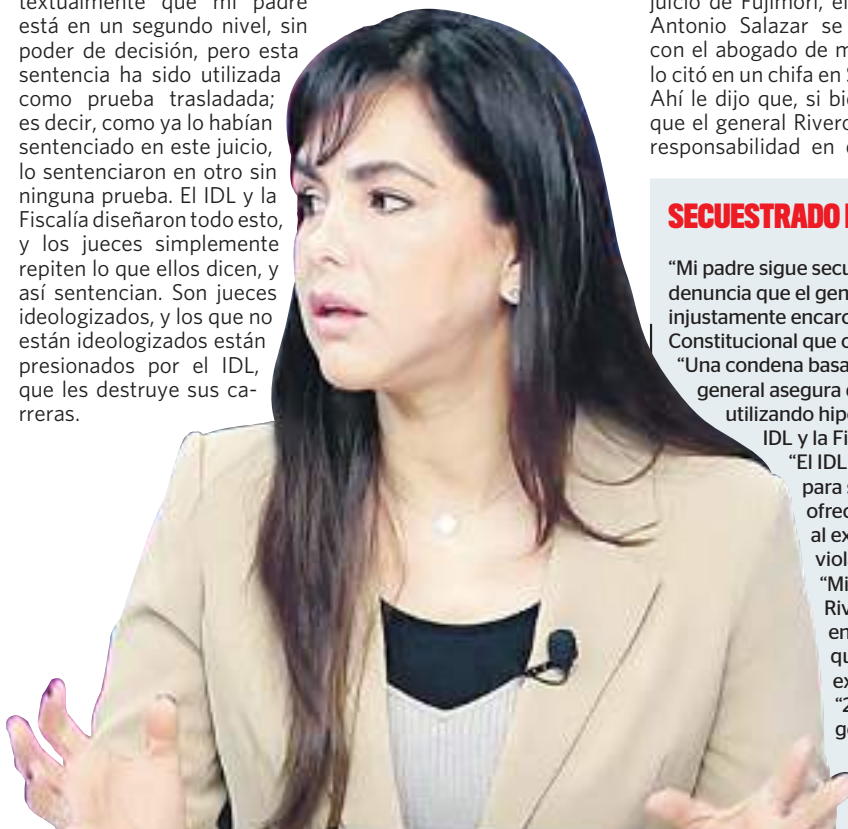 textualmente que mi padre
está en un segundo nivel, sin
poder de decisión, pero esta
sentencia ha sido utilizada
como prueba trasladada;
es decir, como ya lo habían
sentenciado en este juicio,
lo sentenciaron en otro sin
ninguna prueba. El IDL y la
Fiscalía diseñaron todo esto,
y los jueces simplemente
repiten lo que ellos dicen, y
así sentencian. Son jueces
ideologizados, y los que no
están ideologizados están
presionados por el IDL,
que les destruye sus ca-
rreras.
juicio de Fujimori, el
Antonio Salazar se
con el abogado de m
lo citó en un chifa en S
Ahí le dijo que, si bie
que el general Rivero
responsabilidad en
SECUESTRADO
“Mi padre sigue secu
denuncia que el gen
injustamente encarc
Constitucional que
“Una condena basa
general asegura
utilizando hip
IDL y la Fi
“El IDL
para
ofrec
al ex
viol
“Mi
Riv
en
qu
ex
“2
ge